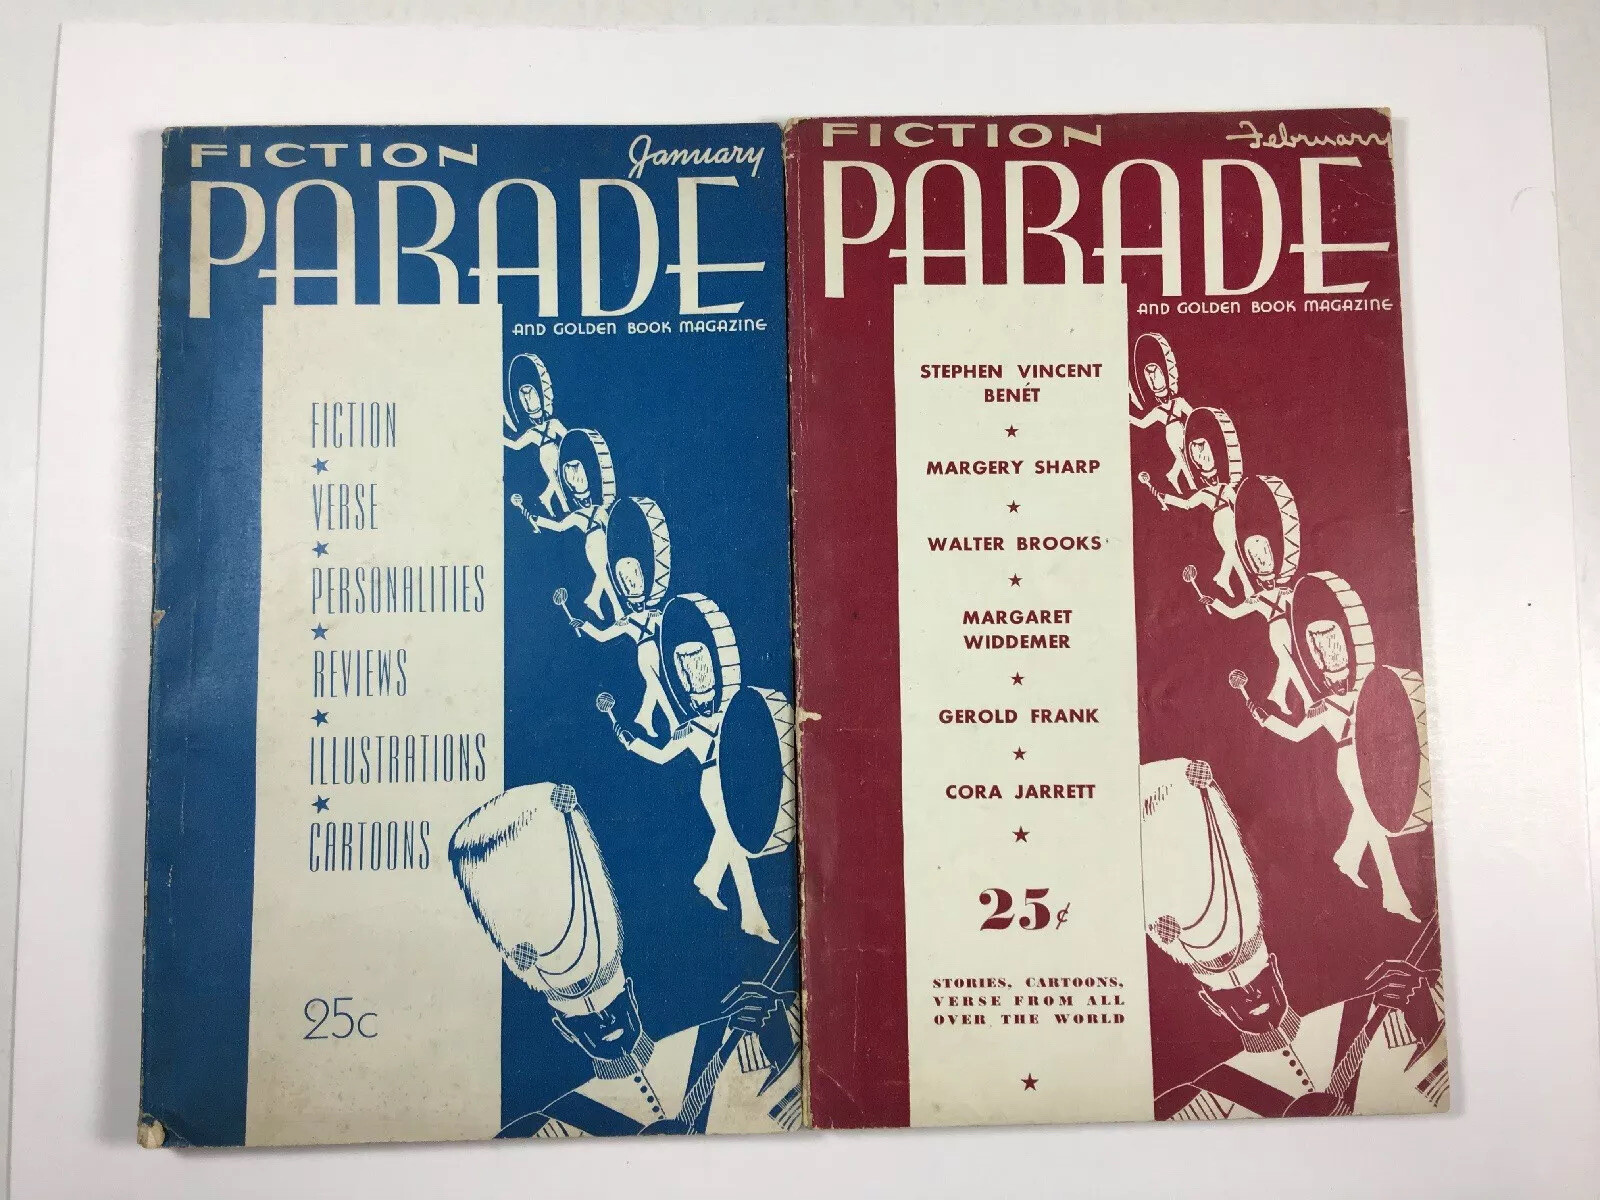 FICTION
January
PARADE
AND GOLDEN BOOK MAGAZINE
FICTION
VERSE
PERSONALITIES
REVIEWS
ILLUSTRATIONS
CARTOONS
25c
FICTION
February
PARADE
AND GOLDEN BOOK MAGAZINE
STEPHEN VINCENT
BENÉT
MARGERY SHARP
WALTER BROOKS
MARGARET
WIDDEMER
GEROLD FRANK
CORA JARRETT
25¢
STORIES, CARTOONS,
VERSE FROM ALL
OVER THE WORLD